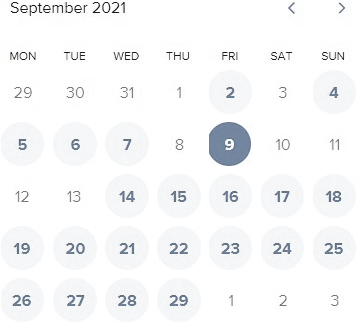 September 2021
MON TUE WED THU FRI SAT SUN
29 30 31 1 2 3 4
5 6 7 8 9 10 11
12 13 14 15 16 17 18
19 20 21 22 23 24 25
26 27 28 29 1 2 3